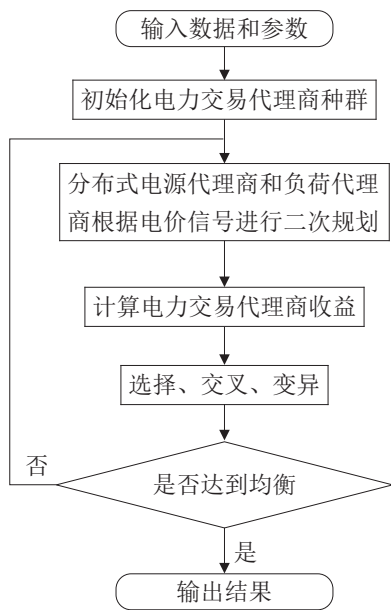 输入数据和参数
初始化电力交易代理商种群
分布式电源代理商和负荷代理
商根据电价信号进行二次规划
计算电力交易代理商收益
选择、交叉、变异
否
是否达到均衡
是
输出结果